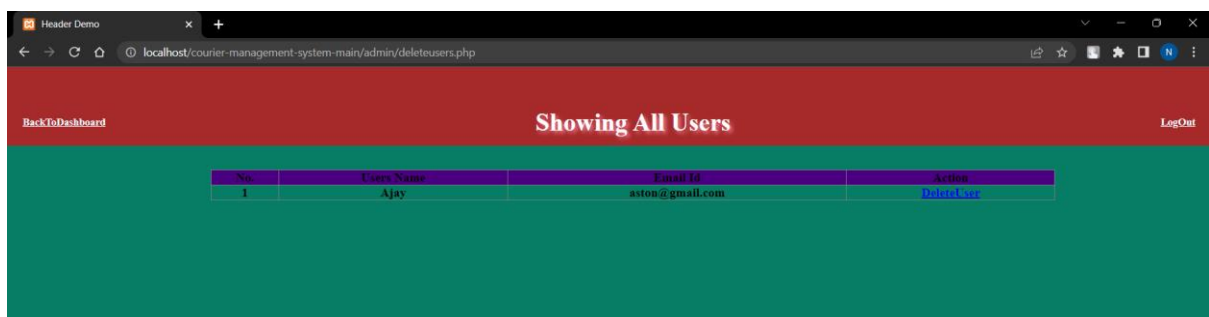 Header Demo
localhost/courier-management-system-main/admin/deleteusers.php
N
BackToDashboard Showing All Users LogOut
No. Users Name Email Id Action
1 Ajay aston@gmail.com DeleteUser